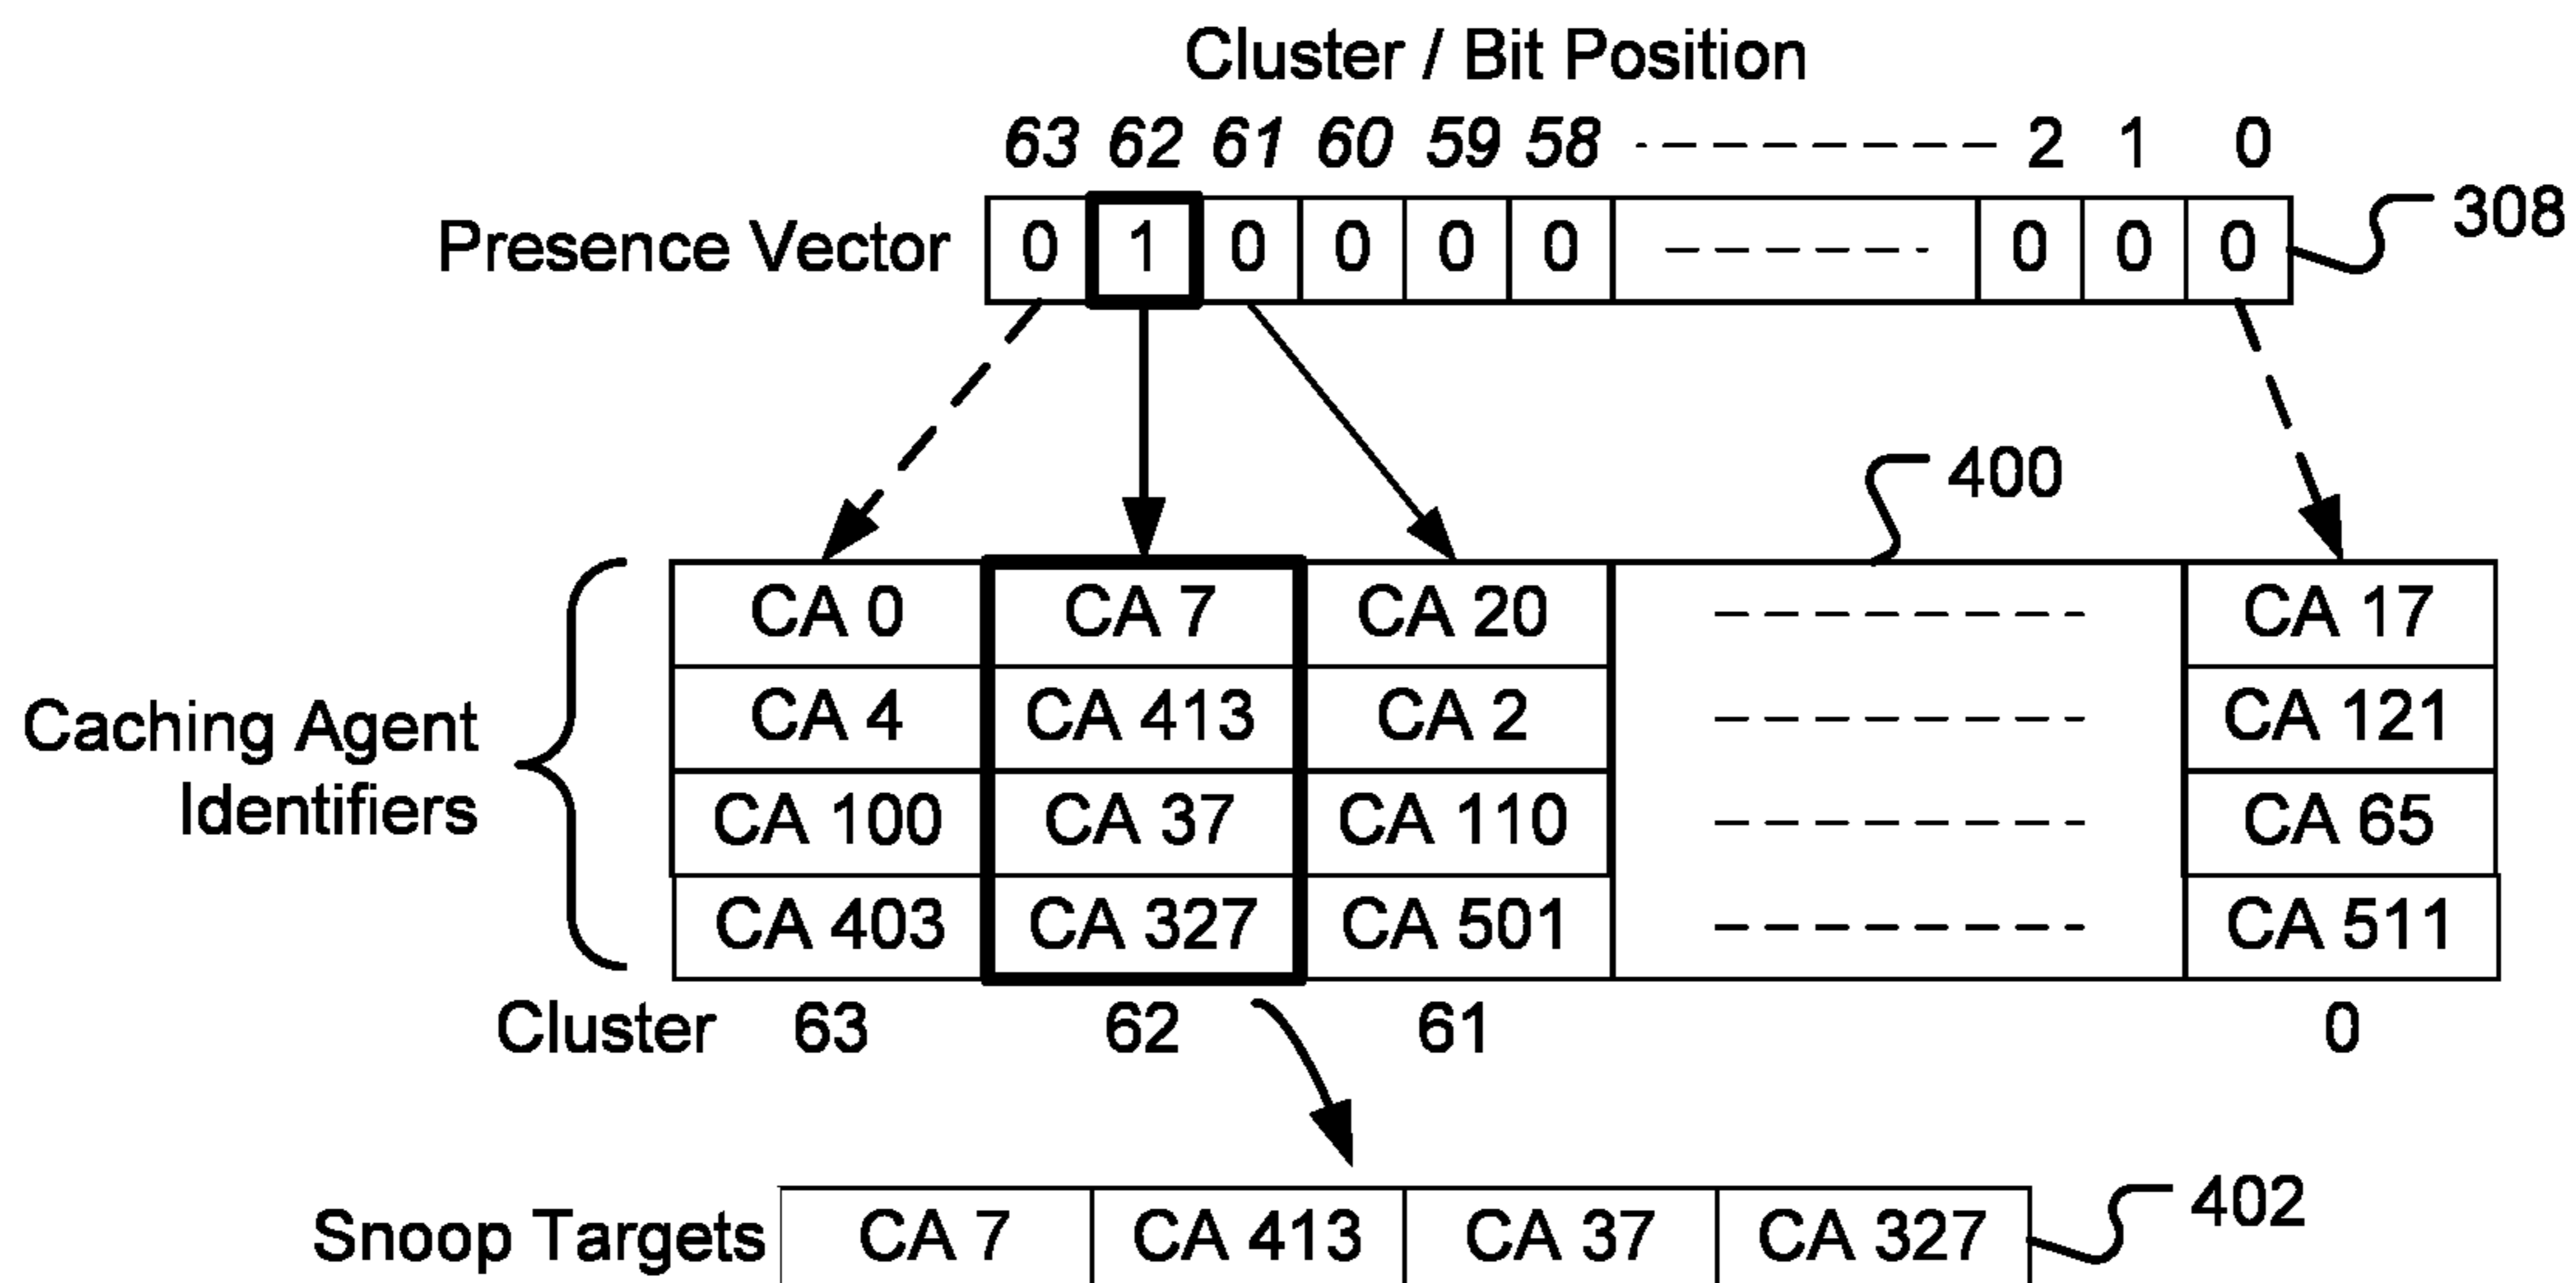 Cluster / Bit Position
63 62 61 60 59 58 2 1 0
Presence Vector 0 1 0 0 0 0 0 0 0 308
400
CA 0 CA 7 CA 20 CA 17
CA 4 CA 413 CA 2 CA 121
Caching Agent
Identifiers
CA 100 CA 37 CA 110 CA 65
CA 403 CA 327 CA 501 CA 511
Cluster 63 62 61 0
Snoop Targets CA 7 CA 413 CA 37 CA 327 402